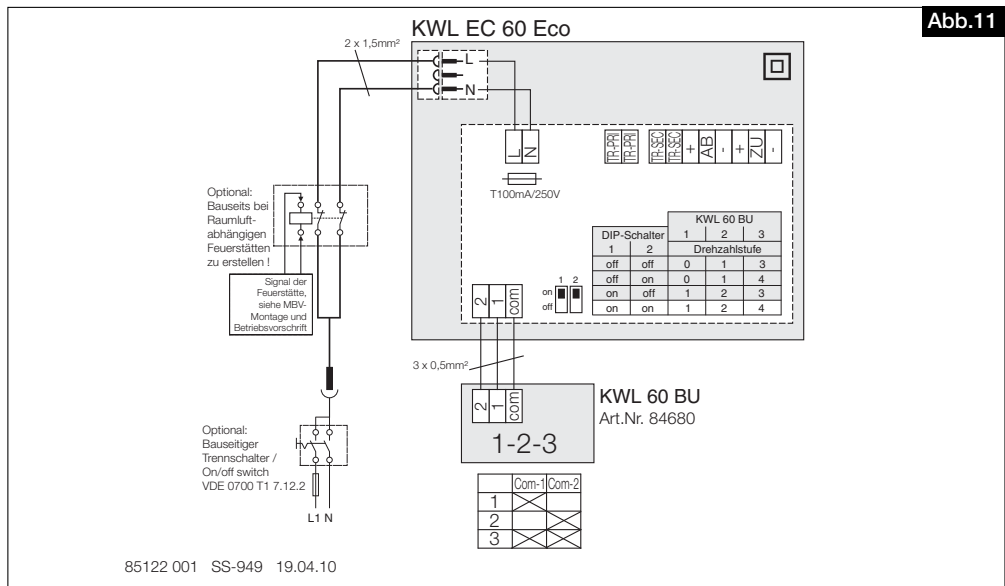 Abb.11
KWL EC 60 Eco
2 x 1,5mm²
L
N
L
N
T100mA/250V
TR-PRI
TR-PRI
TR-SEC
TR-SEC
+
AB
-
+
ZU
-
Optional:
Bauseits bei
Raumluft-
abhängigen
Feuerstätten
zu erstellen !
Signal der
Feuerstätte,
siehe MBV-
Montage und
Betriebsvorschrift
KWL 60 BU
DIP-Schalter 1 2 3
1 2 Drehzahlstufe
off off 0 1 3
off on 0 1 4
on off 1 2 3
on on 1 2 4
1 2
on
off
2 1 com
3 x 0,5mm²
2 1 com
1-2-3
KWL 60 BU
Art.Nr. 84680
Optional:
Bauseitiger
Trennschalter /
On/off switch
VDE 0700 T1 7.12.2
L1 N
Com-1 Com-2
1
2
3
85122 001 SS-949 19.04.10